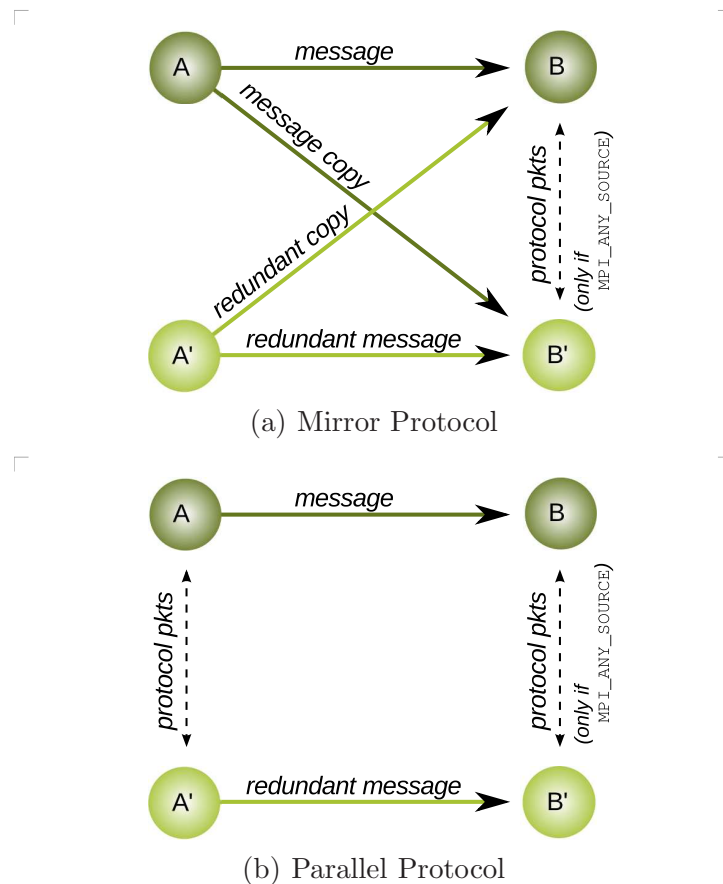 A
message
B
message copy
redundant copy
protocol pkts
(only if
MPI_ANY_SOURCE)
A'
redundant message
B'
(a) Mirror Protocol
A
message
B
protocol pkts
protocol pkts
(only if
MPI_ANY_SOURCE)
A'
redundant message
B'
(b) Parallel Protocol